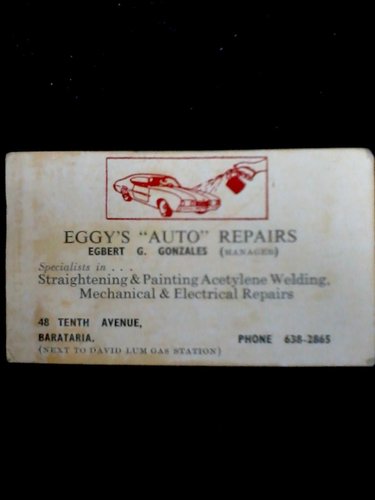 EGGY'S "AUTO" REPAIRS
EGBERT G. GONZALES (MANAGER)
Specialists in . . .
Straightening & Painting Acetylene Welding,
Mechanical & Electrical Repairs
48 TENTH AVENUE,
BARATARIA. PHONE 638-2865
(NEXT TO DAVID LUM GAS STATION)